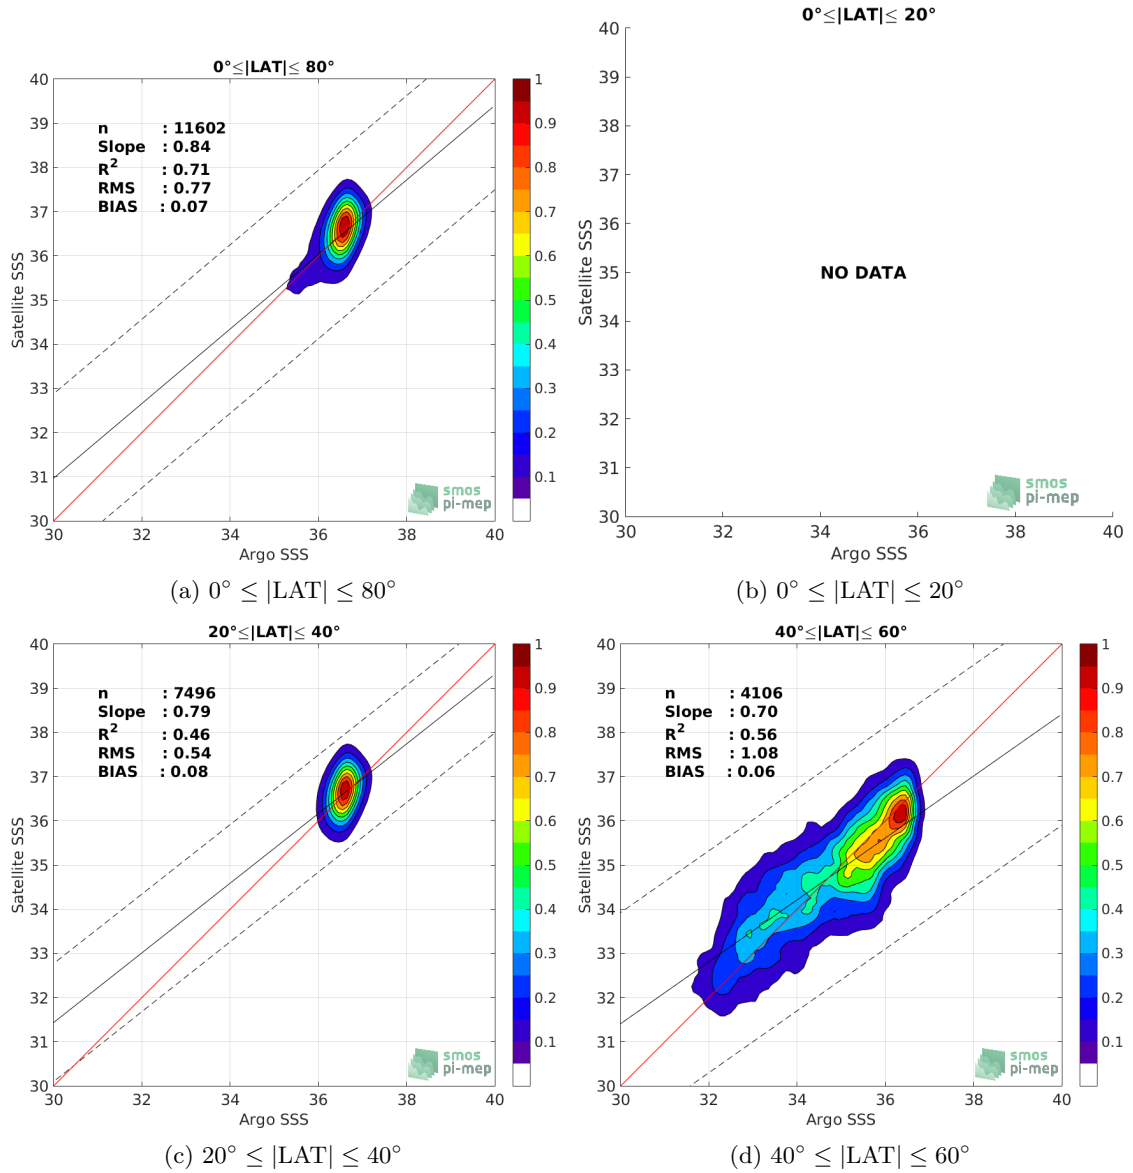 0°≤|LAT|≤ 80°
40
39
38
37
36
35
34
33
32
31
30
Satellite SSS
n : 11602
Slope : 0.84
R² : 0.71
RMS : 0.77
BIAS : 0.07
smos
pi-mep
30 32 34 36 38 40
Argo SSS
1
0.9
0.8
0.7
0.6
0.5
0.4
0.3
0.2
0.1
(a) 0° ≤ |LAT| ≤ 80°
0°≤|LAT|≤ 20°
40
39
38
37
36
35
34
33
32
31
30
Satellite SSS
NO DATA
smos
pi-mep
30 32 34 36 38 40
Argo SSS
(b) 0° ≤ |LAT| ≤ 20°
20°≤|LAT|≤ 40°
40
39
38
37
36
35
34
33
32
31
30
Satellite SSS
n : 7496
Slope : 0.79
R² : 0.46
RMS : 0.54
BIAS : 0.08
smos
pi-mep
30 32 34 36 38 40
Argo SSS
1
0.9
0.8
0.7
0.6
0.5
0.4
0.3
0.2
0.1
(c) 20° ≤ |LAT| ≤ 40°
40°≤|LAT|≤ 60°
40
39
38
37
36
35
34
33
32
31
30
Satellite SSS
n : 4106
Slope : 0.70
R² : 0.56
RMS : 1.08
BIAS : 0.06
smos
pi-mep
30 32 34 36 38 40
Argo SSS
1
0.9
0.8
0.7
0.6
0.5
0.4
0.3
0.2
0.1
(d) 40° ≤ |LAT| ≤ 60°